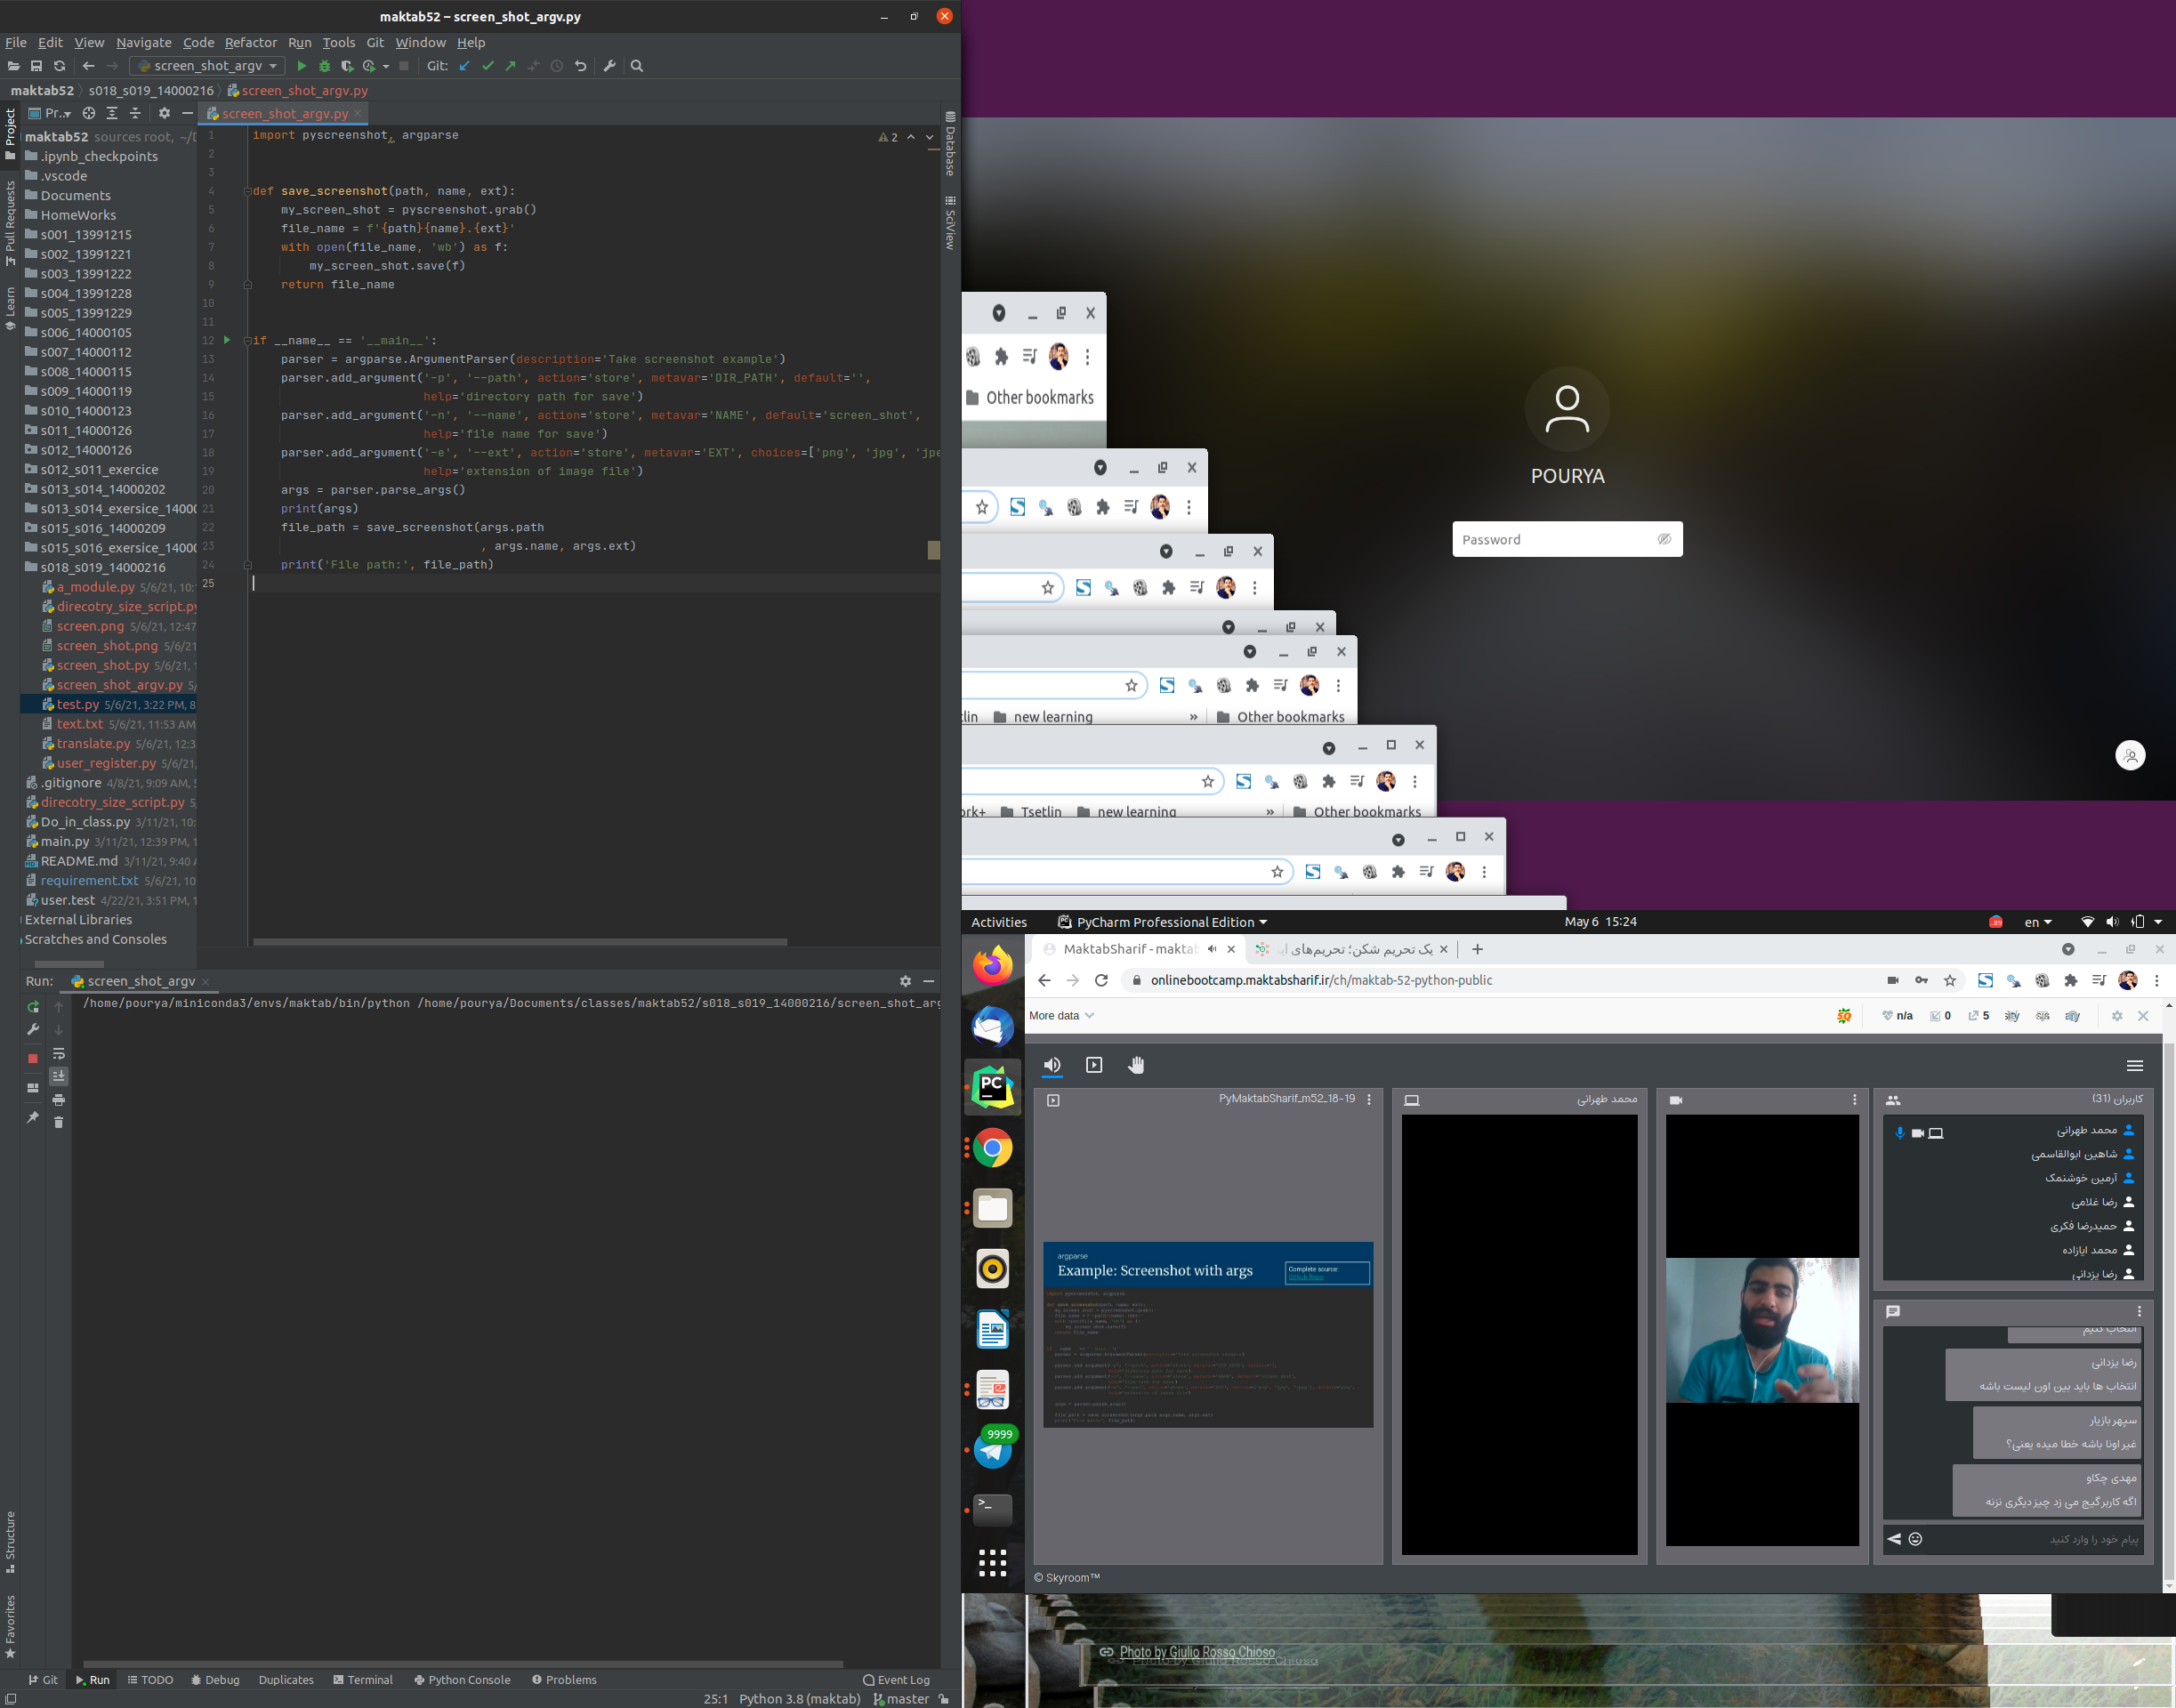 maktab52 – screen_shot_argv.py
File Edit View Navigate Code Refactor Run Tools Git Window Help
screen_shot_argv Git:
maktab52 s018_s019_14000216 screen_shot_argv.py
Pr... screen_shot_argv.py
Project
Pull Requests
Learn
Structure
Favorites
Database
SciView
maktab52 sources root, ~/D
.ipynb_checkpoints
.vscode
Documents
HomeWorks
s001_13991215
s002_13991221
s003_13991222
s004_13991228
s005_13991229
s006_14000105
s007_14000112
s008_14000115
s009_14000119
s010_14000123
s011_14000126
s012_14000126
s012_s011_exercice
s013_s014_14000202
s013_s014_exersice_1400
s015_s016_14000209
s015_s016_exersice_1400
s018_s019_14000216
a_module.py 5/6/21, 10:
direcotry_size_script.py
screen.png 5/6/21, 12:47
screen_shot.png 5/6/21
screen_shot.py 5/6/21, 1
screen_shot_argv.py 5/
test.py 5/6/21, 3:22 PM, 8
text.txt 5/6/21, 11:53 AM
translate.py 5/6/21, 12:3
user_register.py 5/6/21,
.gitignore 4/8/21, 9:09 AM, 5
direcotry_size_script.py 5
Do_in_class.py 3/11/21, 10:
main.py 3/11/21, 12:39 PM, 1
README.md 3/11/21, 9:40 A
requirement.txt 5/6/21, 10
user.test 4/22/21, 3:51 PM, 1
External Libraries
Scratches and Consoles
2
1 import pyscreenshot, argparse
2
3
4 def save_screenshot(path, name, ext):
5 my_screen_shot = pyscreenshot.grab()
6 file_name = f'{path}{name}.{ext}'
7 with open(file_name, 'wb') as f:
8 my_screen_shot.save(f)
9 return file_name
10
11
12 if __name__ == '__main__':
13 parser = argparse.ArgumentParser(description='Take screenshot example')
14 parser.add_argument('-p', '--path', action='store', metavar='DIR_PATH', default='',
15 help='directory path for save')
16 parser.add_argument('-n', '--name', action='store', metavar='NAME', default='screen_shot',
17 help='file name for save')
18 parser.add_argument('-e', '--ext', action='store', metavar='EXT', choices=['png', 'jpg', 'jpe
19 help='extension of image file')
20 args = parser.parse_args()
21 print(args)
22 file_path = save_screenshot(args.path
23 , args.name, args.ext)
24 print('File path:', file_path)
25
Run: screen_shot_argv
/home/pourya/miniconda3/envs/maktab/bin/python /home/pourya/Documents/classes/maktab52/s018_s019_14000216/screen_shot_arg
Git Run TODO Debug Duplicates Terminal Python Console Problems Event Log
25:1 Python 3.8 (maktab) master
Other bookmarks
tlin new learning » Other bookmarks
ork+ Tsetlin new learning » Other bookmarks
POURYA
Password
Activities PyCharm Professional Edition May 6 15:24 en
MaktabSharif - maktab
یک تحریم شکن؛ تحریم‌های ای
onlinebootcamp.maktabsharif.ir/ch/maktab-52-python-public
More data n/a 0 5
PyMaktabSharif_m52_18-19
محمد طهرانی
کاربران (31)
محمد طهرانی
شاهین ابوالقاسمی
آرمین خوشنمک
رضا غلامی
حمیدرضا فکری
محمد ابازاده
رضا یزدانی
argparse
Example: Screenshot with args
Complete source:
Github Repo
انتخاب کنیم
رضا یزدانی
انتخاب ها باید بین اون لیست باشه
سپهر بازیار
غیر اونا باشه خطا میده یعنی؟
مهدی چکاو
اگه کاربر گیج می زد چیز دیگری نزنه
پیام خود را وارد کنید
9999
© Skyroom™
Photo by Giulio Rosso Chioso
Photo by Giulio Rosso Chioso